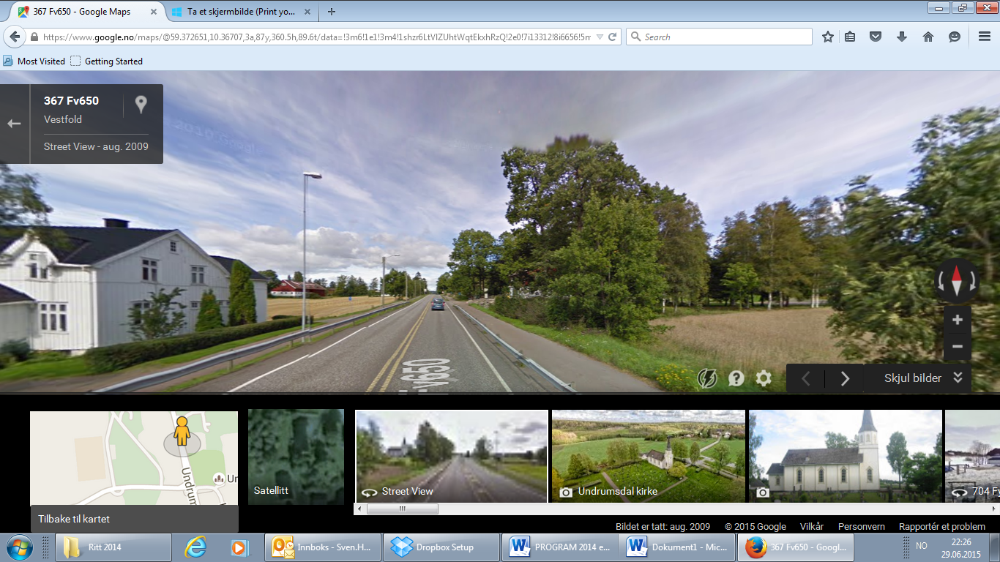 367 Fv650 - Google Maps
Ta et skjermbilde (Print yo...
https://www.google.no/maps/@59.372651,10.36707,3a,87y,360.5h,89.6t/data=!3m6!1e1!3m4!1shzr6LtVIZUhtWqtEkxhRzQ!2e0!7i13312!8i6656!5m
Search
Most Visited
Getting Started
367 Fv650
Vestfold
Street View - aug. 2009
2010 Google
Fv650
Skjul bilder
Undrum
Ur
Tilbake til kartet
Satellitt
Street View
Undrumsdal kirke
704 F
Bildet er tatt: aug. 2009
© 2015 Google
Vilkår
Personvern
Rapportér et problem
Ritt 2014
Innboks - Sven.H...
Dropbox Setup
PROGRAM 2014 e...
Dokument1 - Mic...
367 Fv650 - Googl...
NO
22:26
29.06.2015